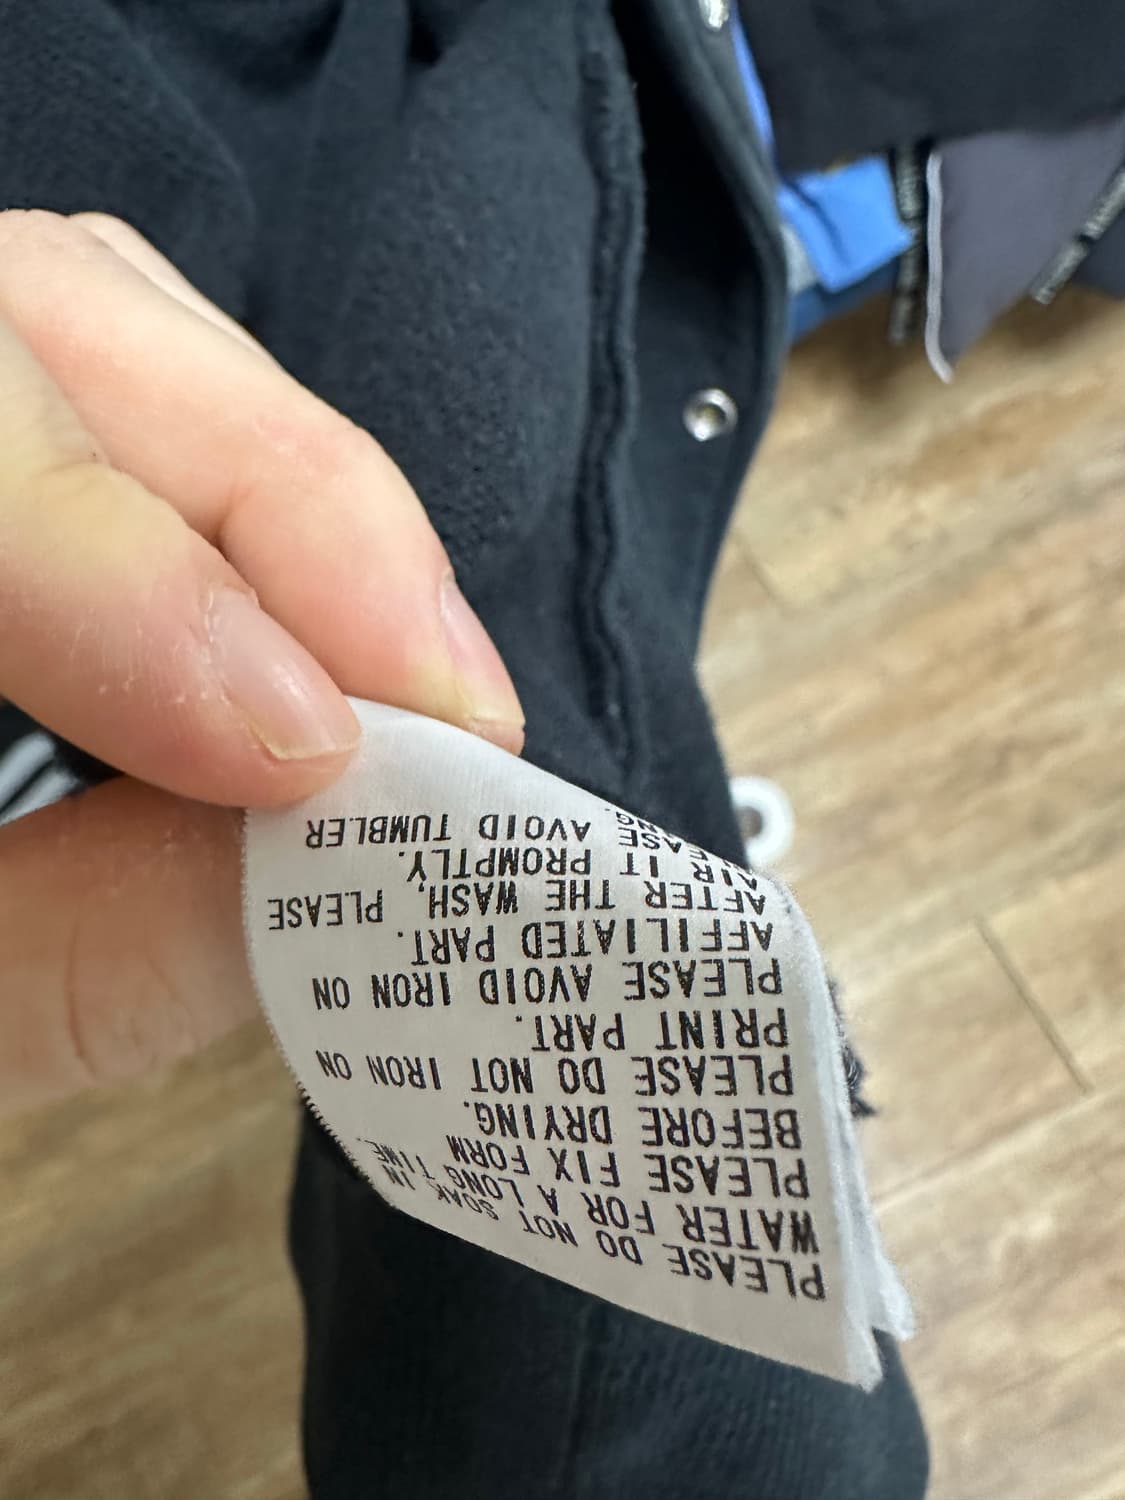 PLEASE DO NOT SOAK IN
WATER FOR A LONG TIME.
PLEASE FIX FORM
BEFORE DRYING.
PLEASE DO NOT IRON ON
PRINT PART.
PLEASE AVOID IRON ON
AFFILIATED PART.
AFTER THE WASH, PLEASE
AIR IT PROMPTLY.
PLEASE AVOID TUMBLER